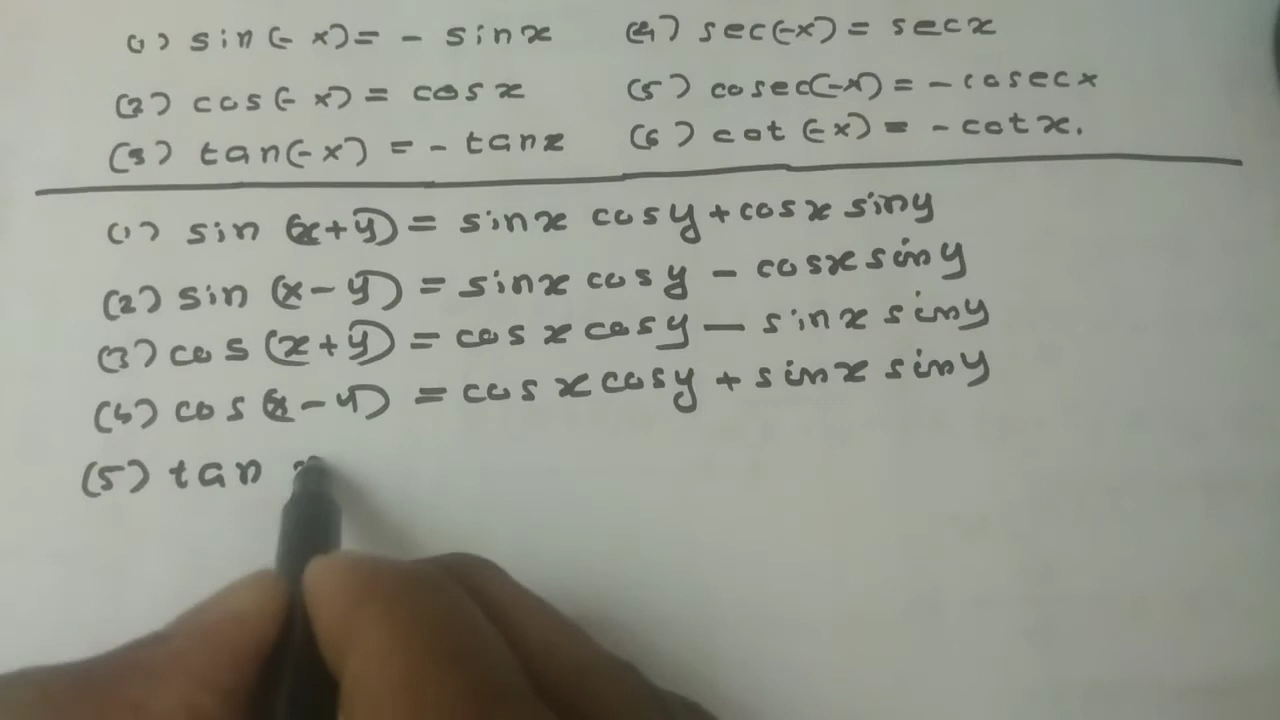 (1) sin(-x) = - sinx (4) sec(-x) = secx
(2) cos(-x) = cosx (5) cosec(-x) = -cosecx
(3) tan(-x) = - tanx (6) cot(-x) = -cotx.
(1) sin (x+y) = sinx cosy + cosx siny
(2) sin (x-y) = sinx cosy - cosx siny
(3) cos (x+y) = cosx cosy - sinx siny
(4) cos (x-y) = cosx cosy + sinx siny
(5) tan